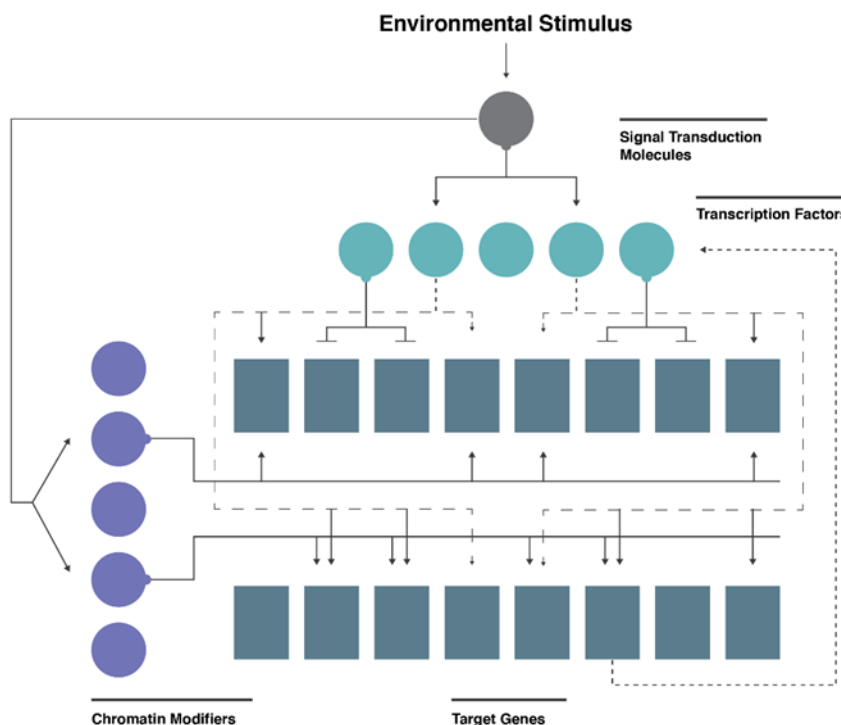 Environmental Stimulus
Signal Transduction
Molecules
Transcription Factors
Chromatin Modifiers
Target Genes